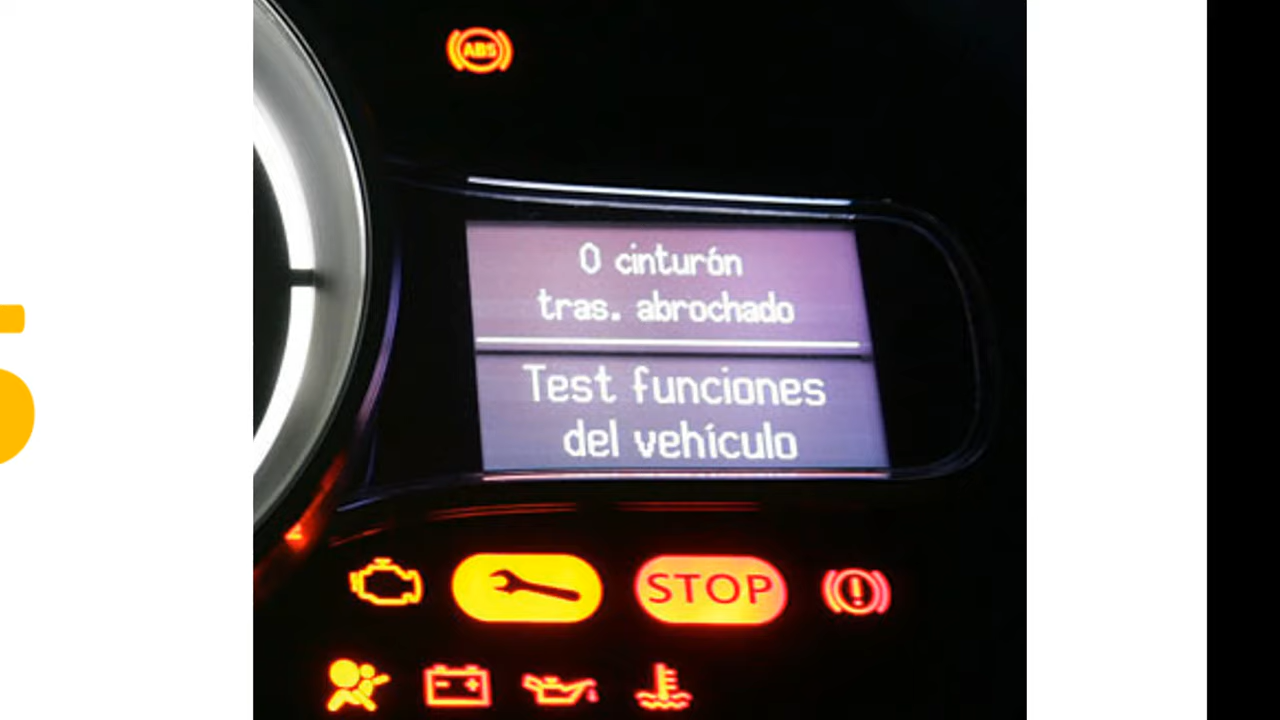 ABS
0 cinturón
tras. abrochado
Test funciones
del vehículo
STOP